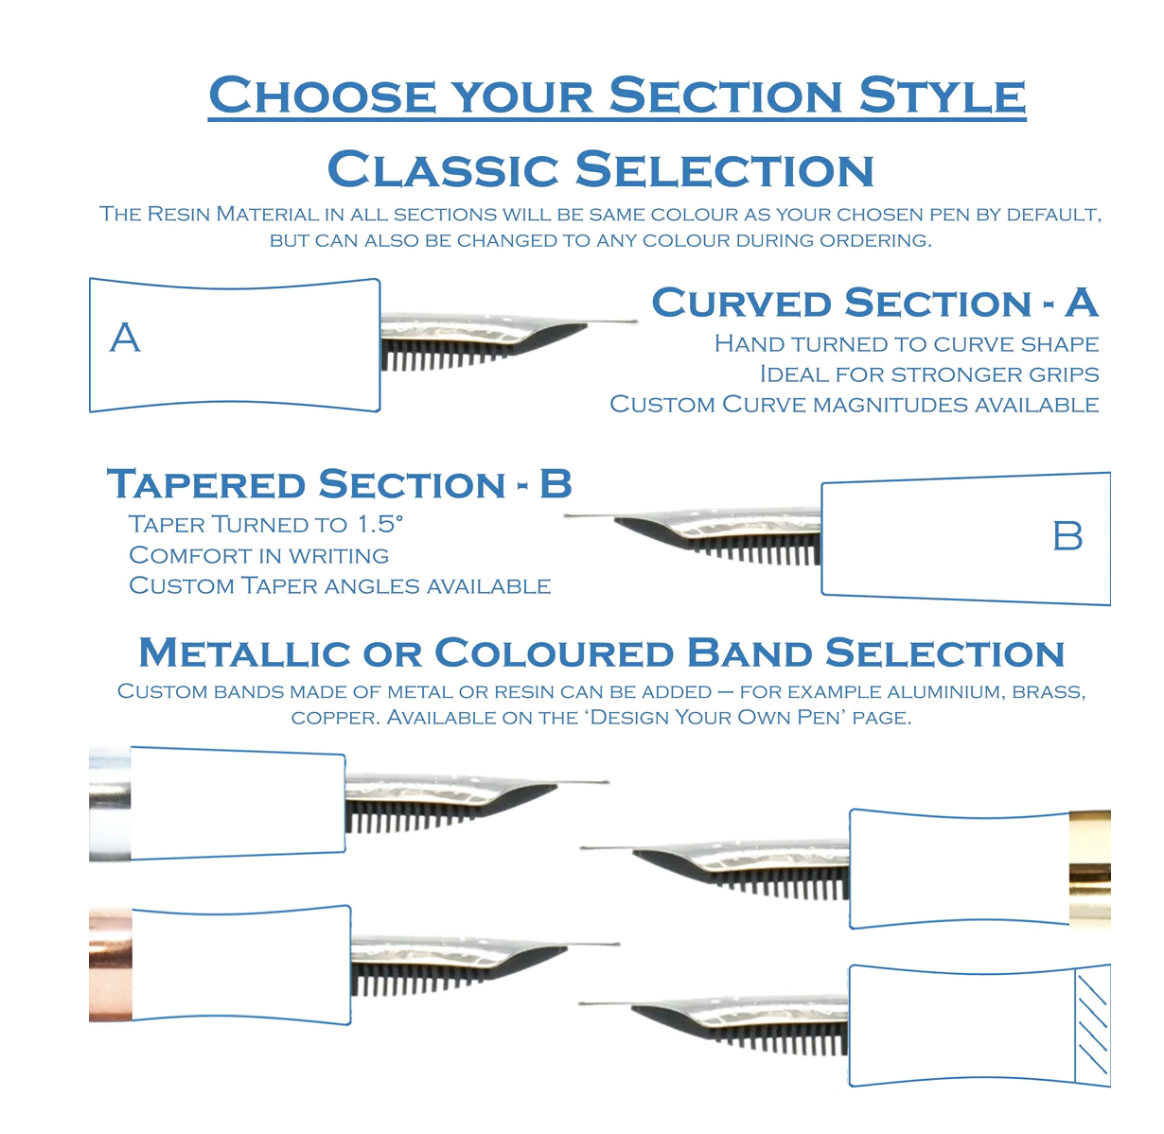 CHOOSE YOUR SECTION STYLE
CLASSIC SELECTION
THE RESIN MATERIAL IN ALL SECTIONS WILL BE SAME COLOUR AS YOUR CHOSEN PEN BY DEFAULT,
BUT CAN ALSO BE CHANGED TO ANY COLOUR DURING ORDERING.
A
CURVED SECTION - A
HAND TURNED TO CURVE SHAPE
IDEAL FOR STRONGER GRIPS
CUSTOM CURVE MAGNITUDES AVAILABLE
TAPERED SECTION - B
TAPER TURNED TO 1.5°
COMFORT IN WRITING
CUSTOM TAPER ANGLES AVAILABLE
B
METALLIC OR COLOURED BAND SELECTION
CUSTOM BANDS MADE OF METAL OR RESIN CAN BE ADDED – FOR EXAMPLE ALUMINIUM, BRASS,
COPPER. AVAILABLE ON THE ‘DESIGN YOUR OWN PEN’ PAGE.